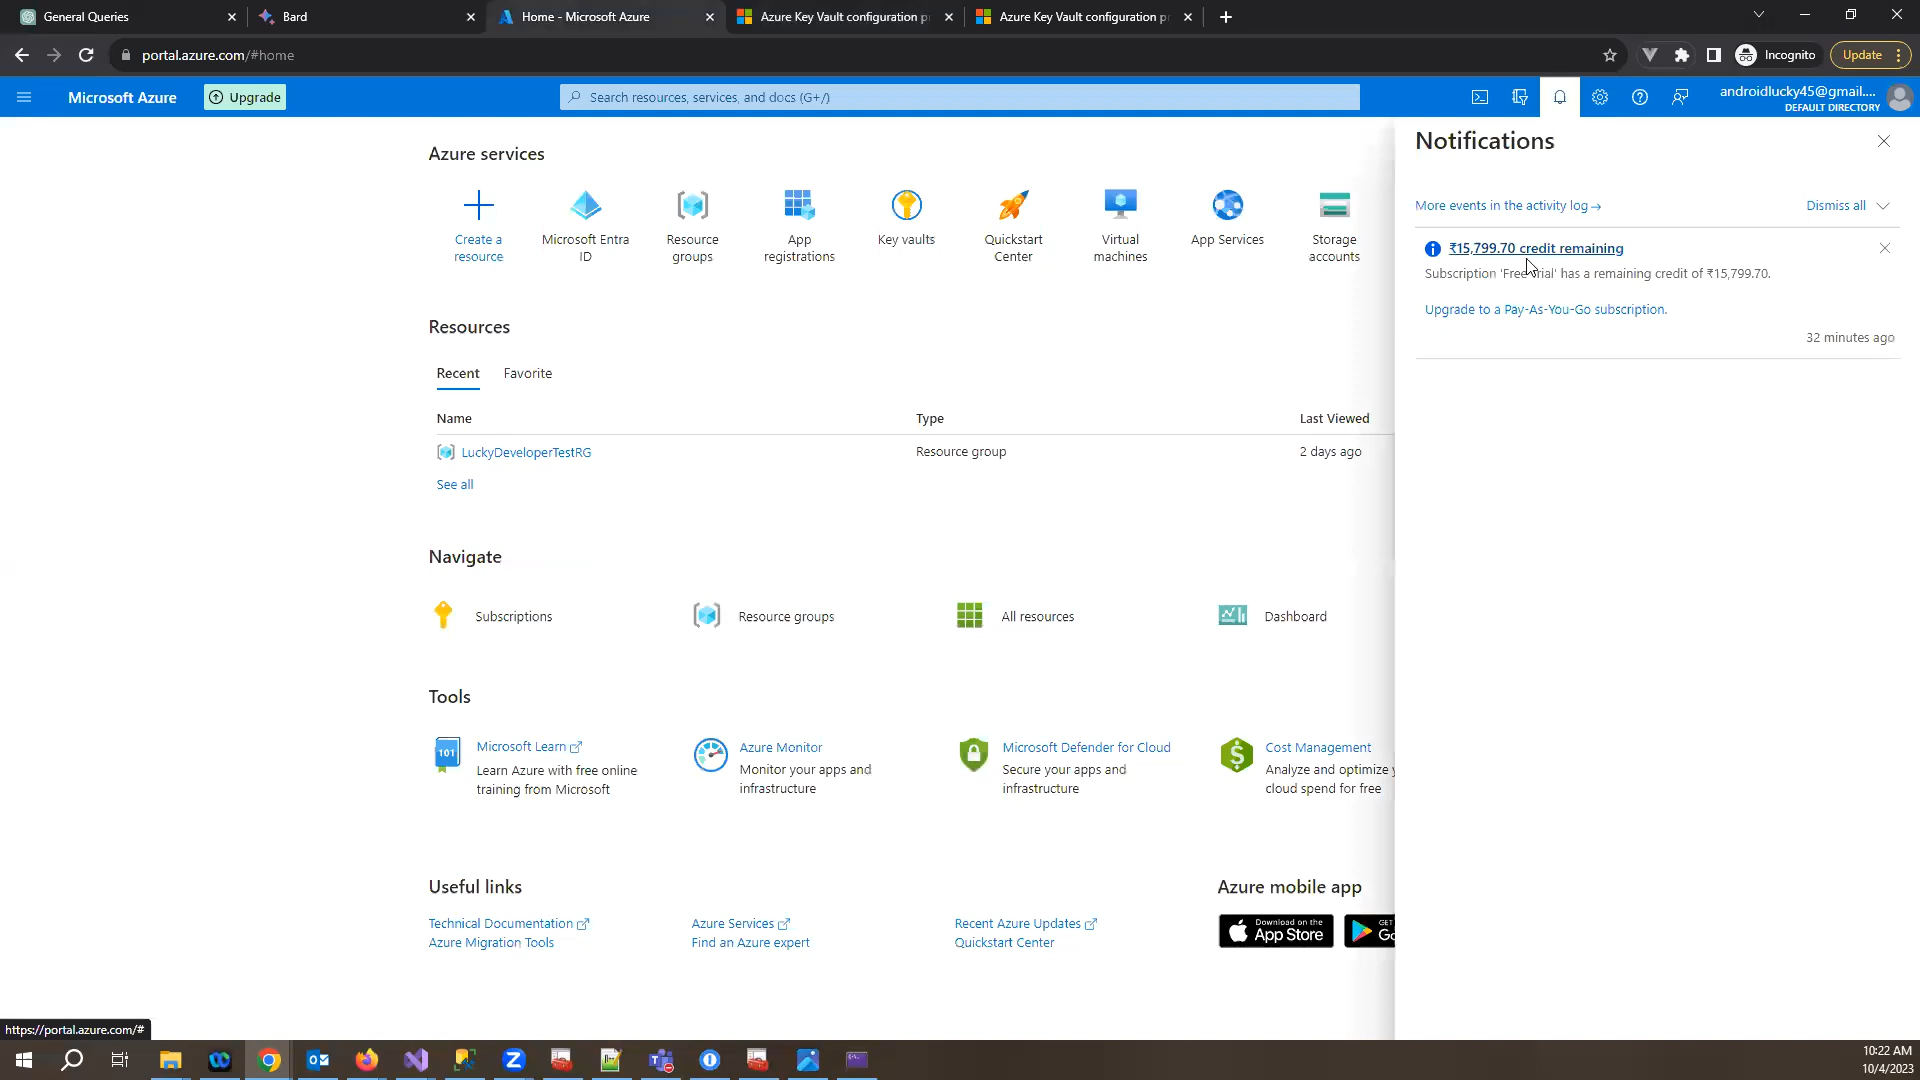 General Queries
Bard
Home - Microsoft Azure
Azure Key Vault configuration p
Azure Key Vault configuration p
portal.azure.com/#home
Incognito
Update
Microsoft Azure
Upgrade
Search resources, services, and docs (G+/)
androidlucky45@gmail....
DEFAULT DIRECTORY
Azure services
Create a resource
Microsoft Entra ID
Resource groups
App registrations
Key vaults
Quickstart Center
Virtual machines
App Services
Storage accounts
Resources
Recent
Favorite
Name
Type
Last Viewed
LuckyDeveloperTestRG
Resource group
2 days ago
See all
Navigate
Subscriptions
Resource groups
All resources
Dashboard
Tools
101
Microsoft Learn
Learn Azure with free online
training from Microsoft
Azure Monitor
Monitor your apps and
infrastructure
Microsoft Defender for Cloud
Secure your apps and
infrastructure
Cost Management
Analyze and optimize y
cloud spend for free
Useful links
Technical Documentation
Azure Migration Tools
Azure Services
Find an Azure expert
Recent Azure Updates
Quickstart Center
Azure mobile app
Download on the
App Store
GET
Go
Notifications
More events in the activity log →
Dismiss all
₹15,799.70 credit remaining
Subscription 'Free Trial' has a remaining credit of ₹15,799.70.
Upgrade to a Pay-As-You-Go subscription.
32 minutes ago
https://portal.azure.com/#
10:22 AM
10/4/2023